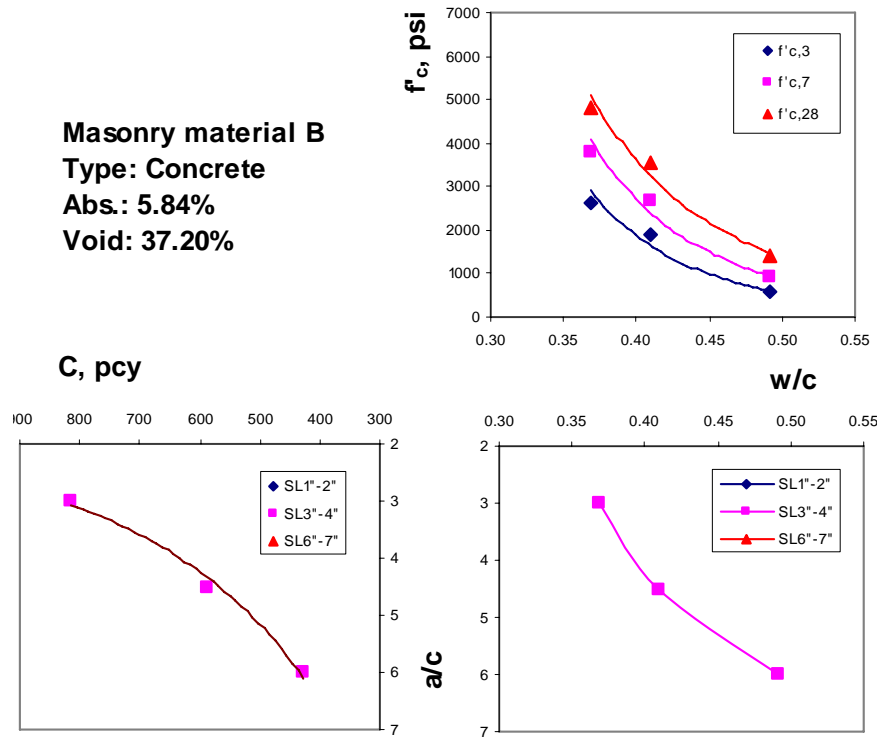 Masonry material B
Type: Concrete
Abs.: 5.84%
Void: 37.20%
f'c, psi
7000
6000
5000
4000
3000
2000
1000
0
0.30 0.35 0.40 0.45 0.50 0.55
w/c
f'c,3
f'c,7
f'c,28
C, pcy
00 800 700 600 500 400 300
2
3
4
5
6
7
a/c
SL1"-2"
SL3"-4"
SL6"-7"
0.30 0.35 0.40 0.45 0.50 0.55
2
3
4
5
6
7
SL1"-2"
SL3"-4"
SL6"-7"